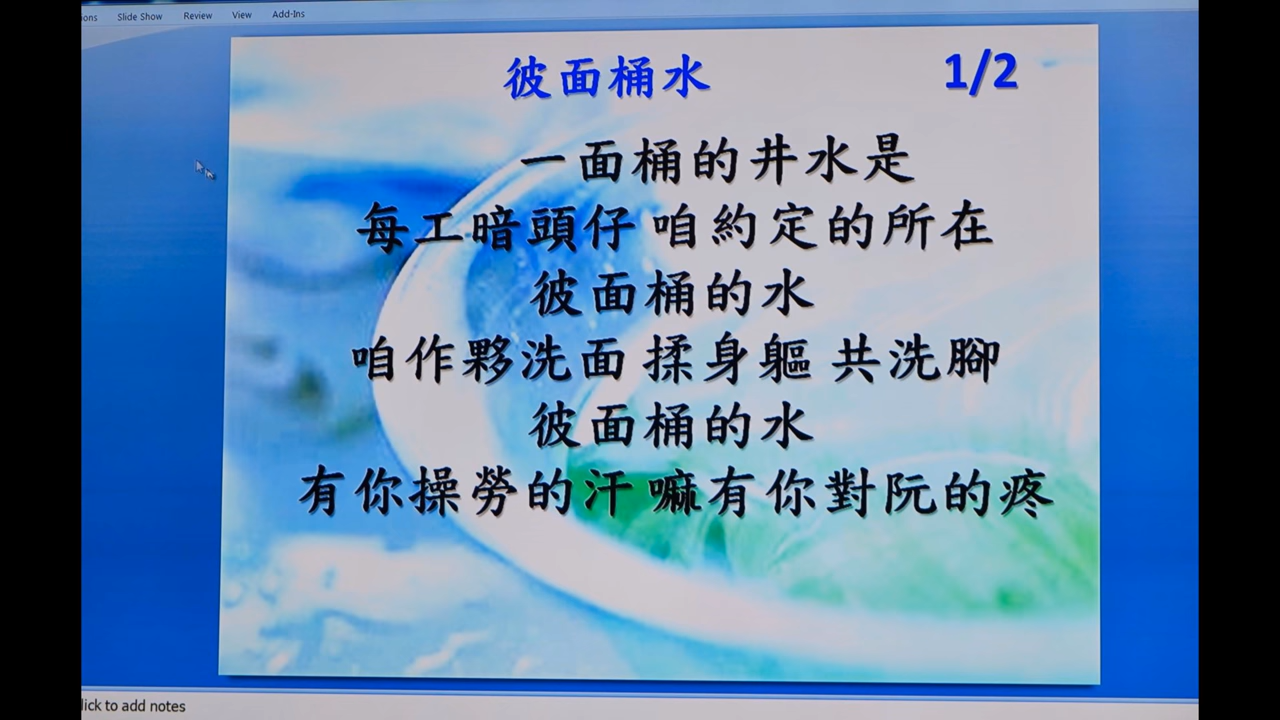 Slide Show Review View Add-Ins
彼面桶水 1/2
一面桶的井水是
每工暗頭仔 咱約定的所在
彼面桶的水
咱作夥洗面 揉身軀 共洗腳
彼面桶的水
有你操勞的汗 嘛有你對阮的疼
lick to add notes